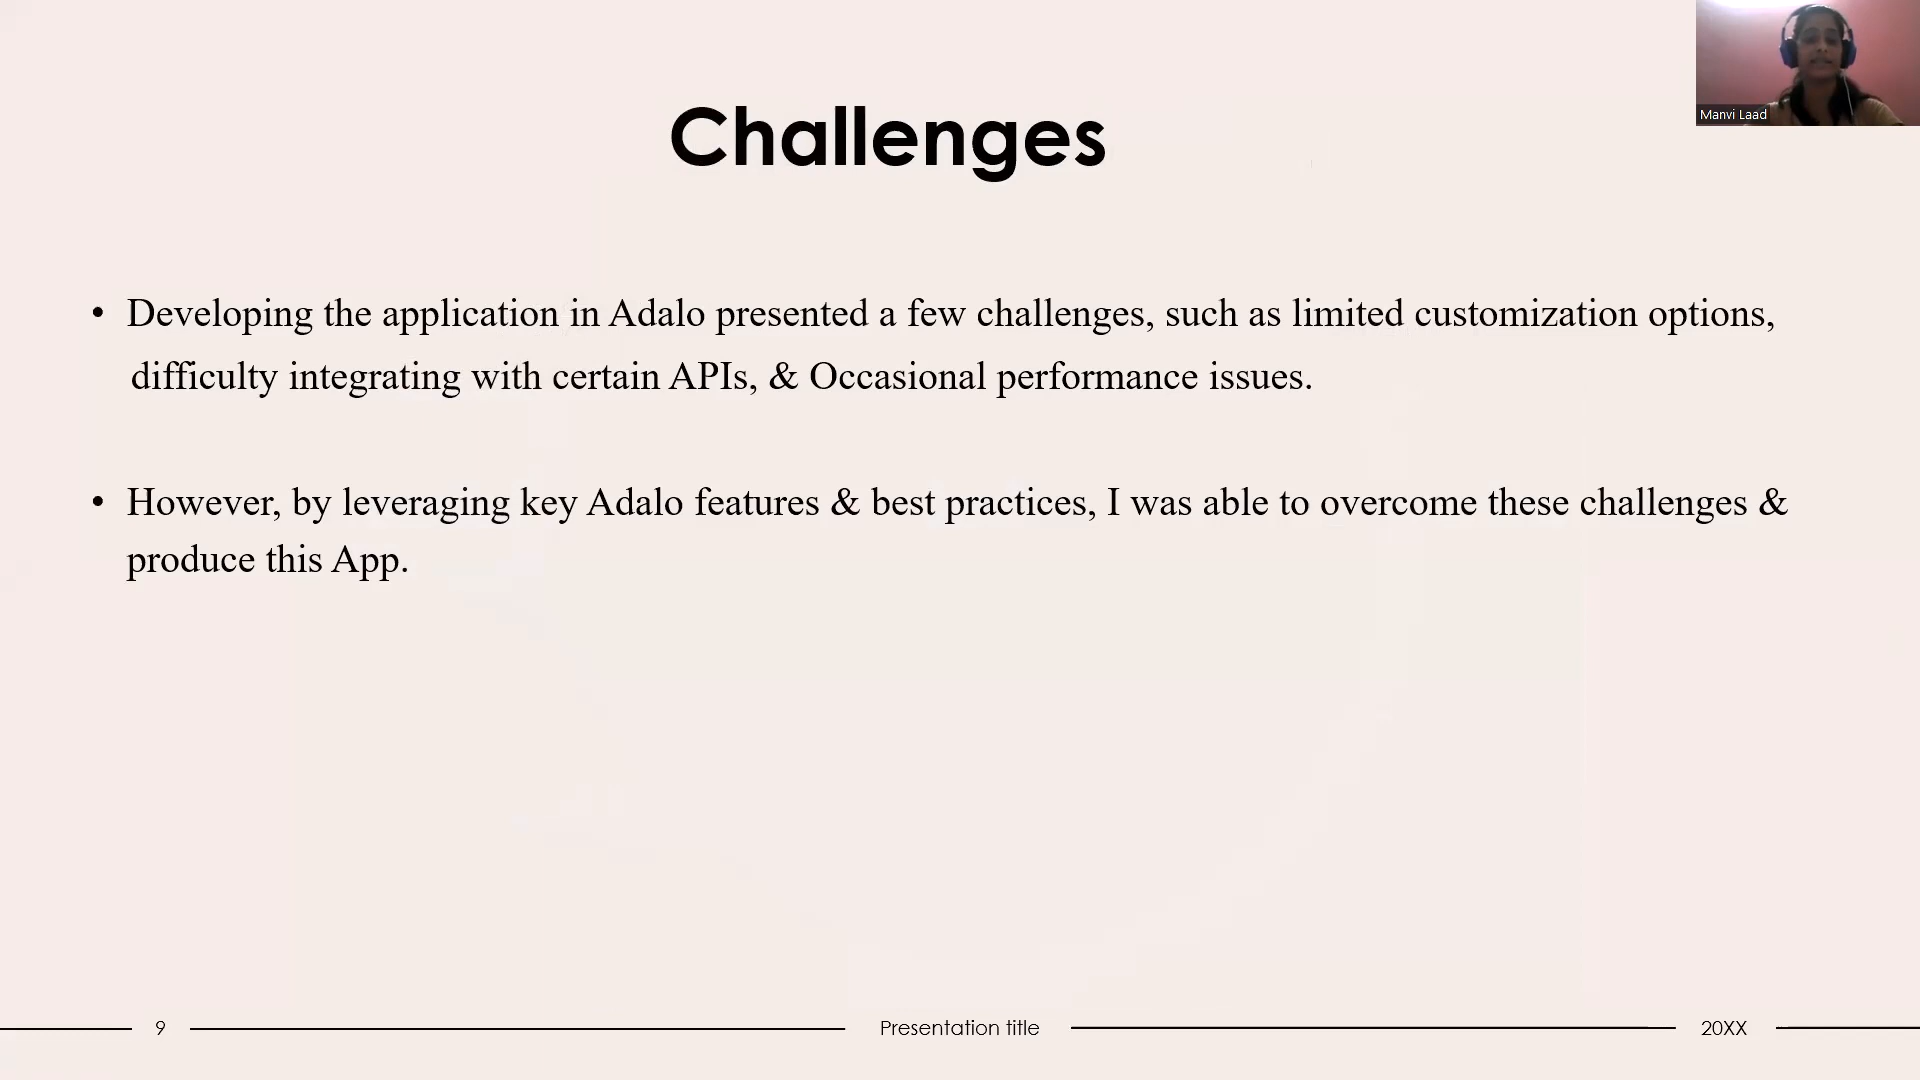 Manvi Laad
Challenges
• Developing the application in Adalo presented a few challenges, such as limited customization options,
difficulty integrating with certain APIs, & Occasional performance issues.
• However, by leveraging key Adalo features & best practices, I was able to overcome these challenges &
produce this App.
9
Presentation title
20XX